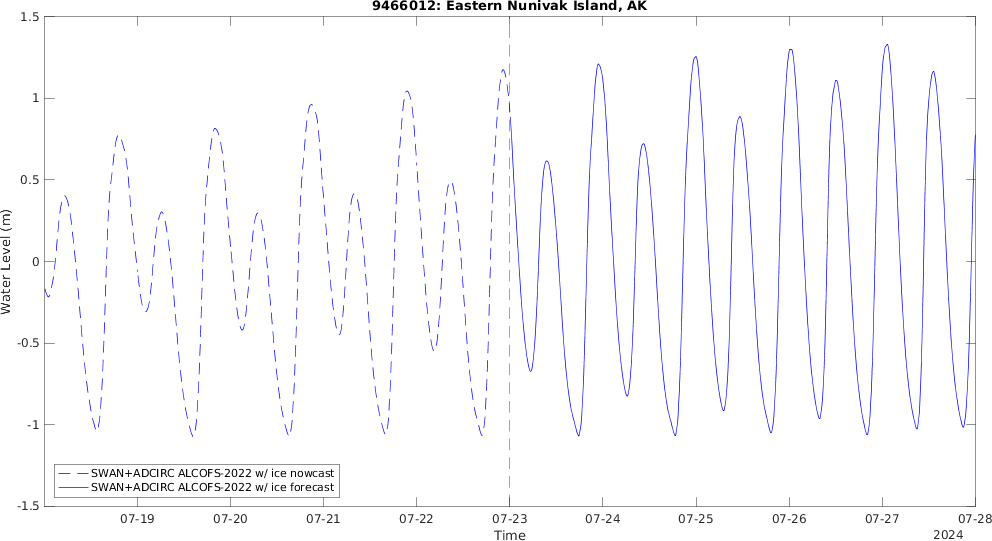 9466012: Eastern Nunivak Island, AK
1.5
1
0.5
0
-0.5
-1
-1.5
Water Level (m)
SWAN+ADCIRC ALCOFS-2022 w/ ice nowcast
SWAN+ADCIRC ALCOFS-2022 w/ ice forecast
07-19 07-20 07-21 07-22 07-23 07-24 07-25 07-26 07-27 07-28
Time
2024